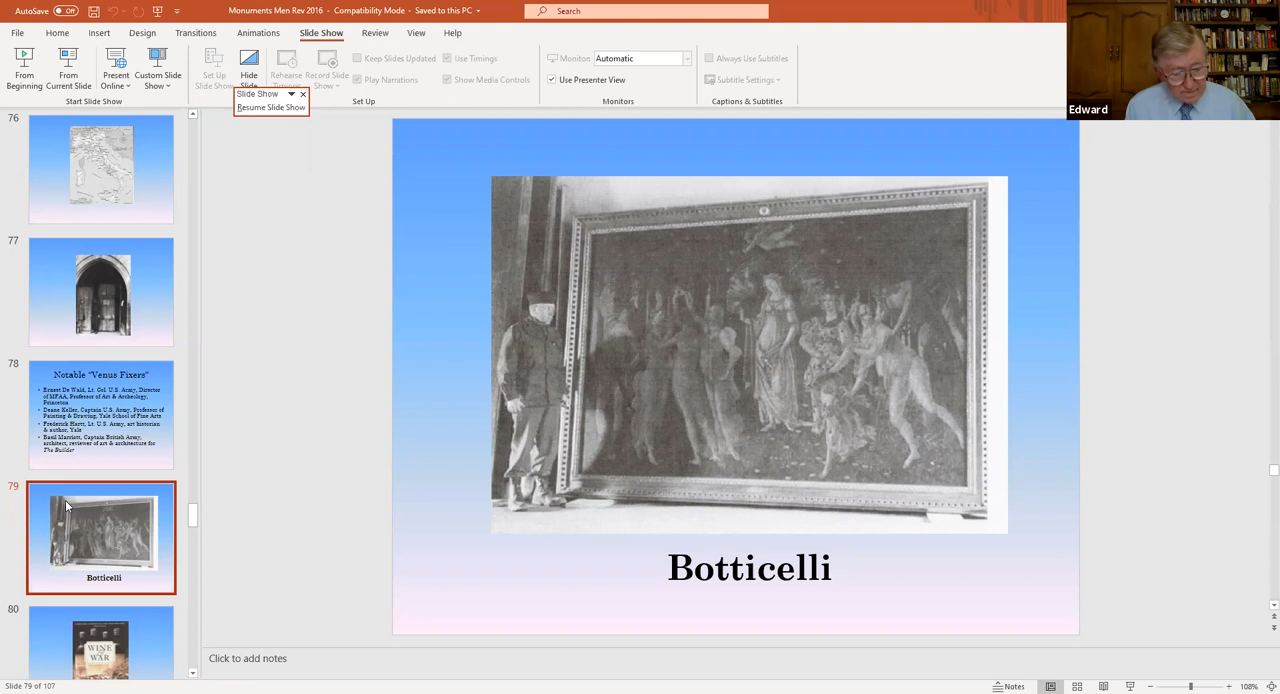 AutoSave Off
Monuments Men Rev 2016 - Compatibility Mode - Saved to this PC
Search
File Home Insert Design Transitions Animations Slide Show Review View Help
From Beginning
From Current Slide
Present Online
Custom Slide Show
Start Slide Show
Set Up Slide Show
Hide Slide
Rehearse Timings
Record Slide Show
Keep Slides Updated
Play Narrations
Use Timings
Show Media Controls
Set Up
Monitor: Automatic
Use Presenter View
Monitors
Always Use Subtitles
Subtitle Settings
Captions & Subtitles
Slide Show
Resume Slide Show
Edward
76
77
78
Notable "Venus Fixers"
• Ernest De Wald, Lt. Col. U.S. Army, Director
of MFAA, Professor of Art & Archeology,
Princeton
• Deane Keller, Captain U.S. Army, Professor of
Painting & Drawing, Yale School of Fine Arts
• Frederick Hartt, Lt. U.S. Army, art historian
& author, Yale
• Basil Marriott, Captain British Army,
architect, reviewer of art & architecture for
The Builder
79
Botticelli
80
WINE
WAR
Botticelli
Click to add notes
Slide 79 of 107
Notes
108%